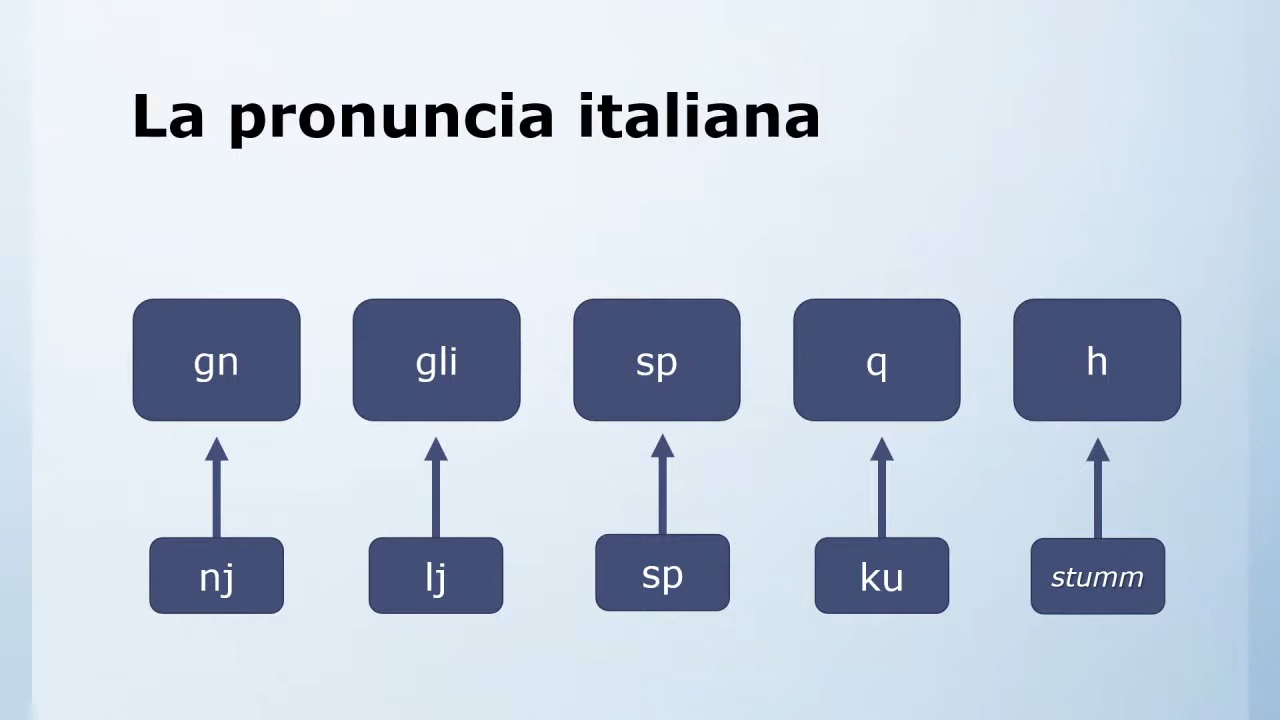 La pronuncia italiana
gn gli sp q h
nj lj sp ku stumm